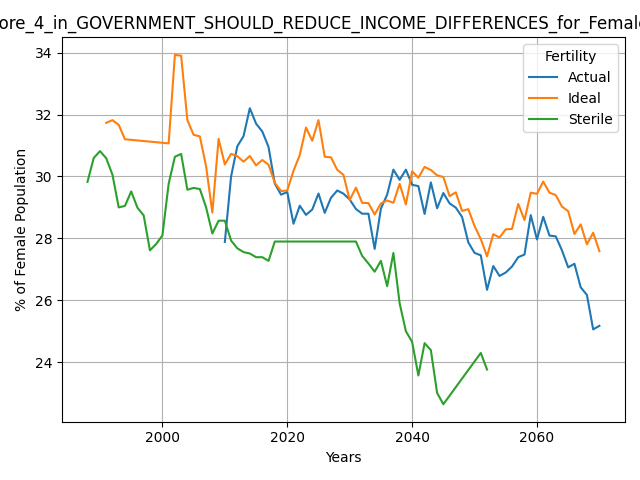 ore_4_in_GOVERNMENT_SHOULD_REDUCE_INCOME_DIFFERENCES_for_Female
Fertility
Actual
Ideal
Sterile
% of Female Population
34
32
30
28
26
24
2000
2020
2040
2060
Years